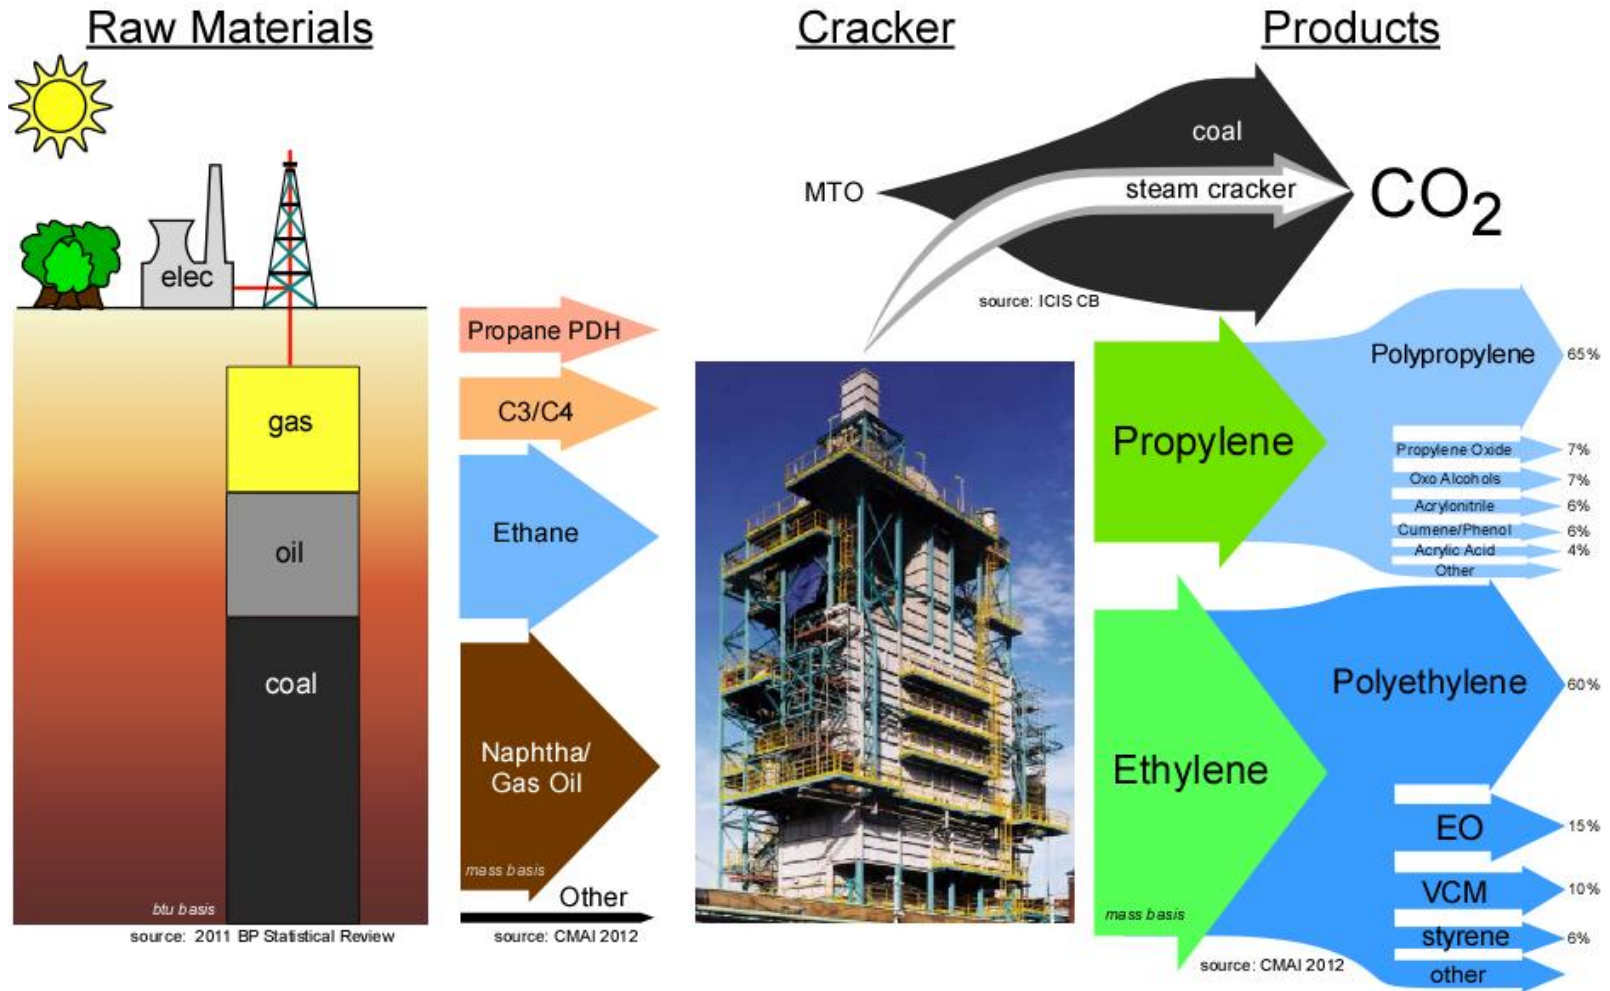 Raw Materials
Cracker
Products
coal
steam cracker
MTO
CO2
source: ICIS CB
elec
gas
oil
coal
btu basis
source: 2011 BP Statistical Review
Propane PDH
C3/C4
Ethane
Naphtha/
Gas Oil
mass basis
Other
source: CMAI 2012
Propylene
Polypropylene
65%
Propylene Oxide
7%
Oxo Alcohols
7%
Acrylonitrile
6%
Cumene/Phenol
6%
Acrylic Acid
4%
Other
Ethylene
mass basis
Polyethylene
60%
EO
15%
VCM
10%
styrene
6%
other
source: CMAI 2012